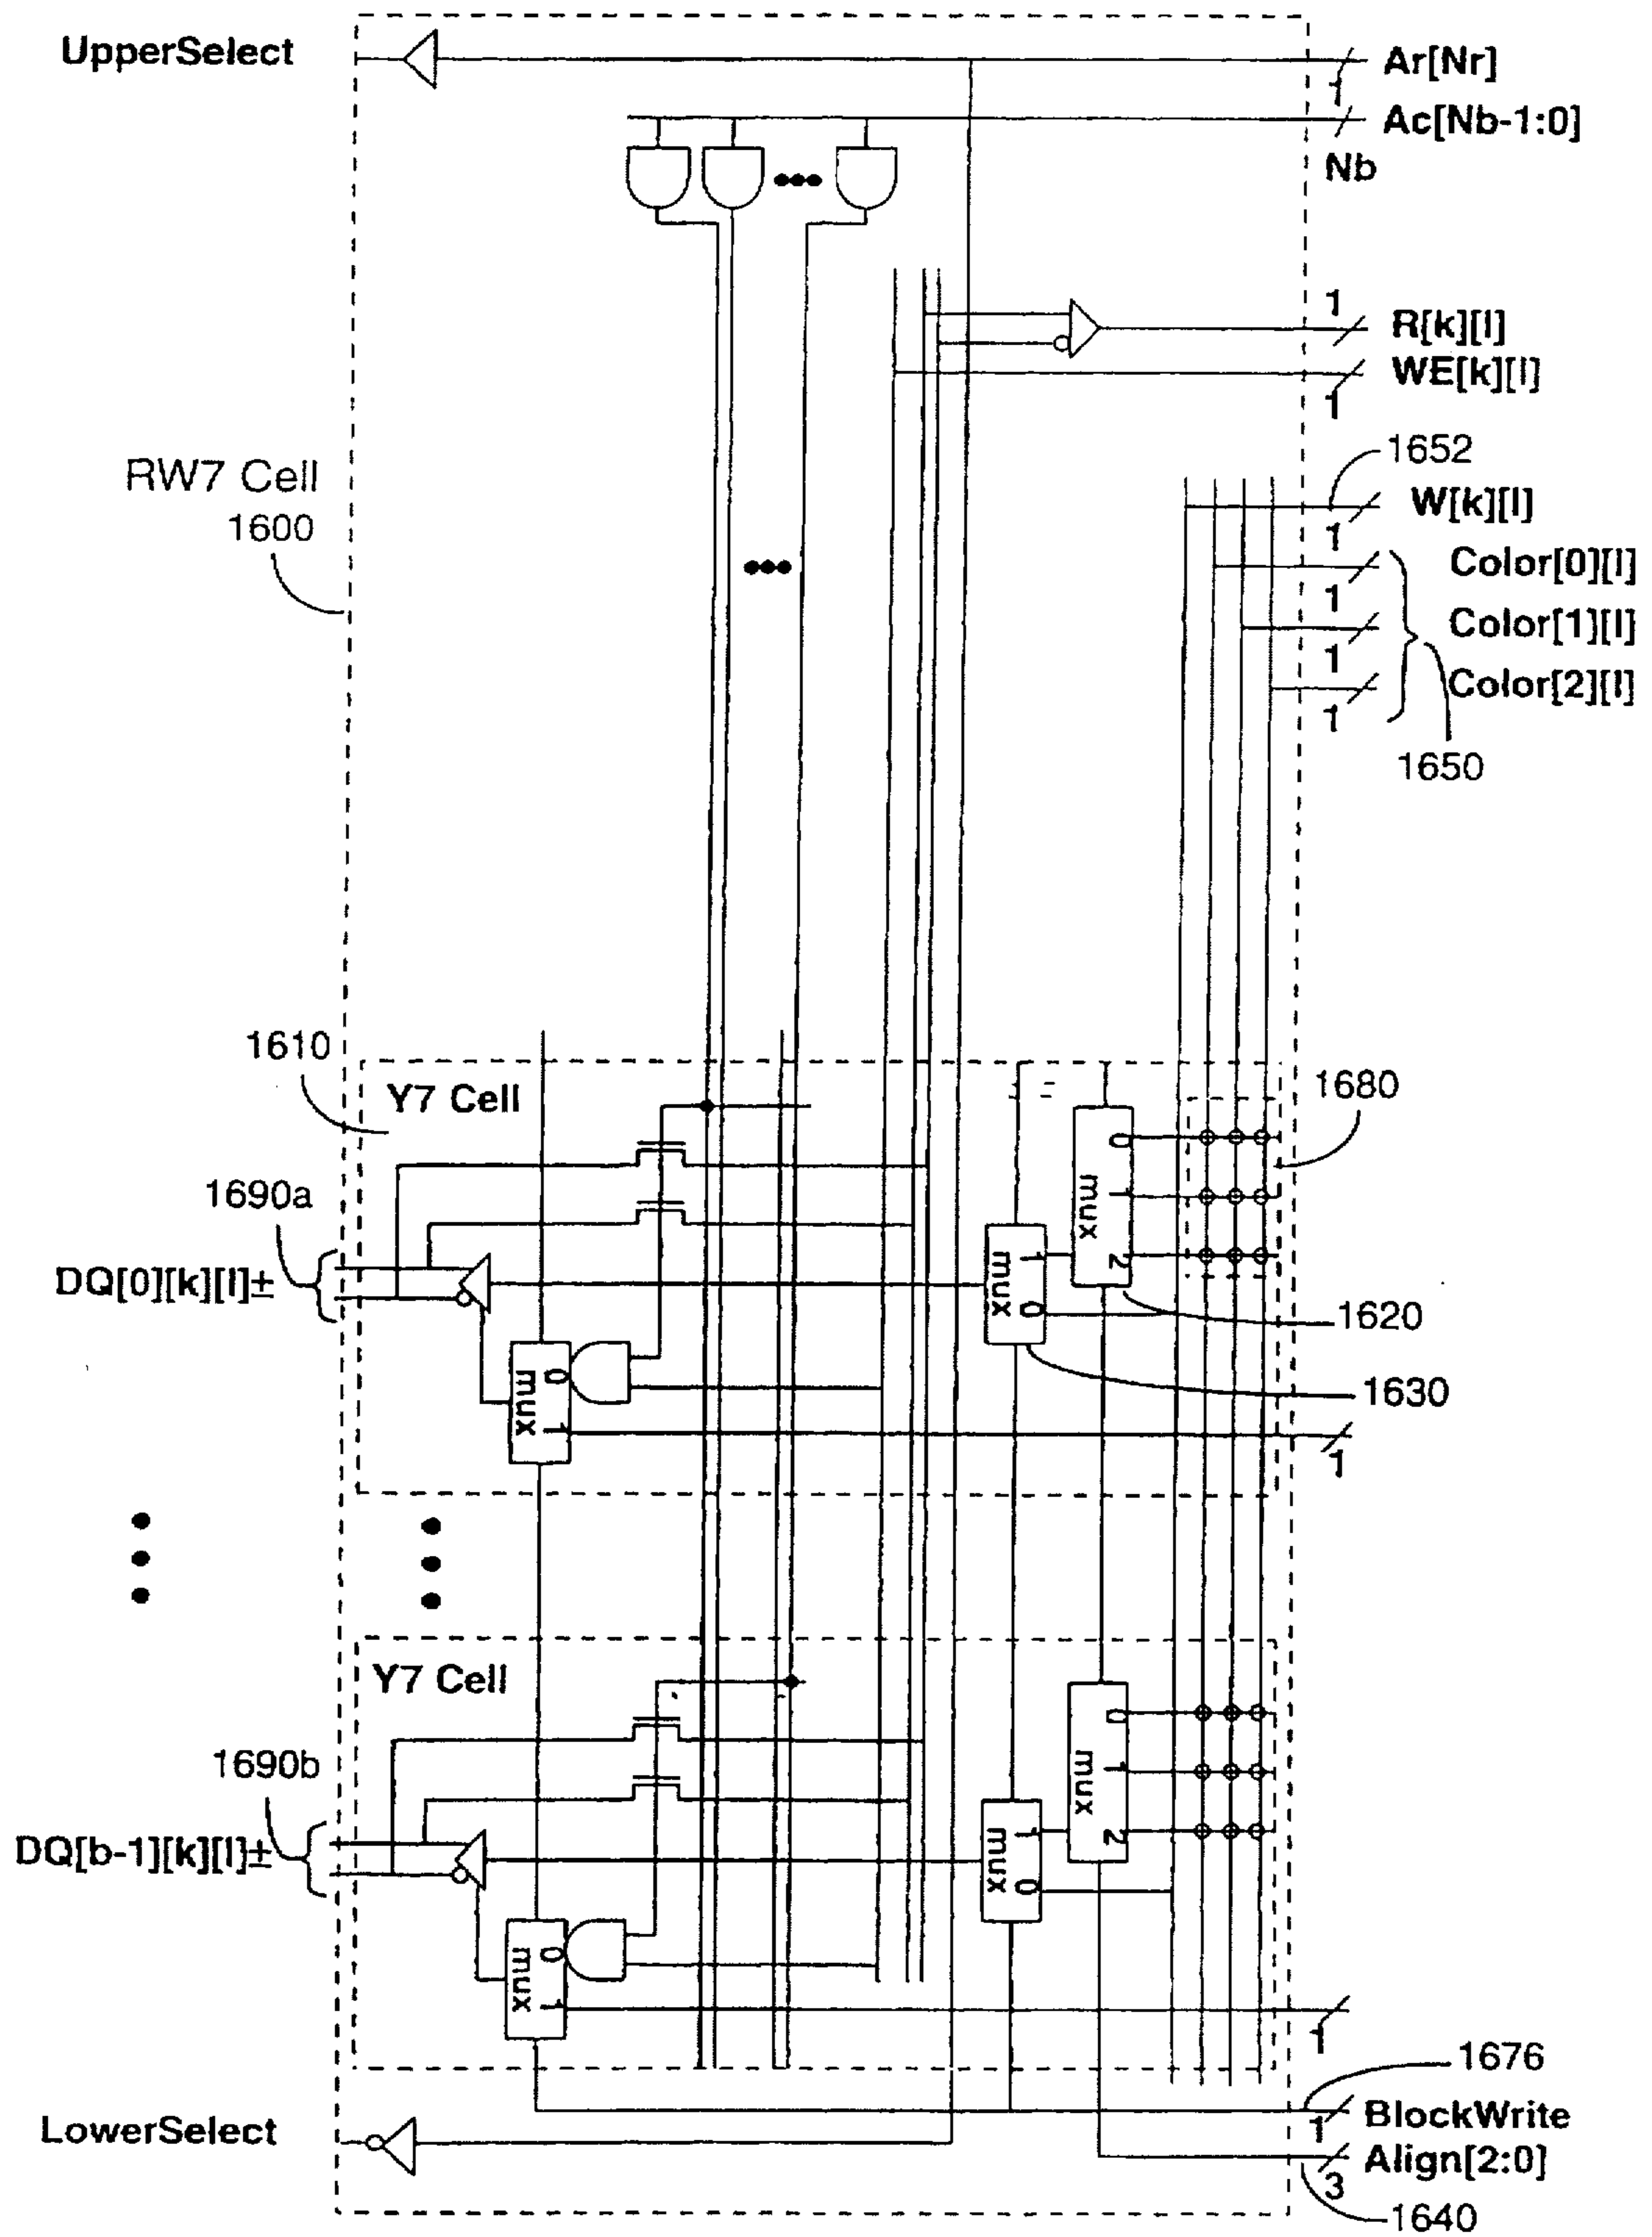 UpperSelect
Ar[Nr]
1
Ac[Nb-1:0]
Nb
1
R[k][l]
WE[k][l]
1
RW7 Cell
1600
1652
W[k][l]
1
Color[0][l]
1
Color[1][l]
1
Color[2][l]
1
1650
1610
Y7 Cell
1680
0
mux
1
2
1690a
DQ[0][k][l]±
1
mux
0
1620
1630
0
mux
1
1
Y7 Cell
0
mux
1
2
1690b
DQ[b-1][k][l]±
1
mux
0
0
mux
1
1
1676
1
BlockWrite
LowerSelect
3
Align[2:0]
1640